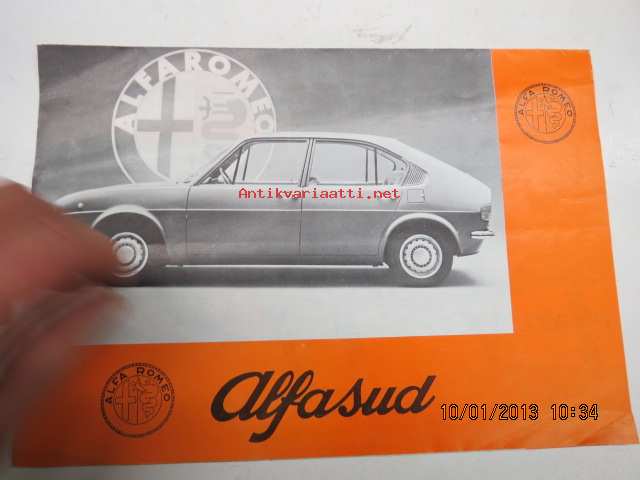 ALFA ROMEO
ALFA ROMEO
Antikvariaatti.net
ALFA ROMEO
Alfasud
10/01/2013 10:34